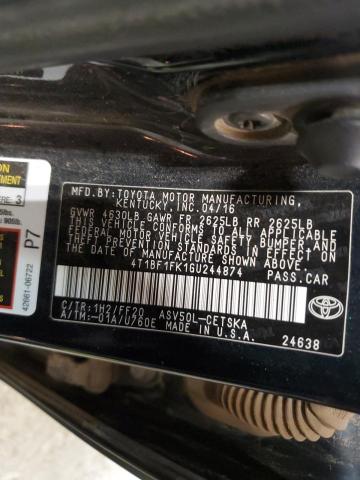 MFD. BY: TOYOTA MOTOR MANUFACTURING,
KENTUCKY, INC. 04/16
GVWR 4630LB GAWR FR 2625LB RR 2625LB
THIS VEHICLE CONFORMS TO ALL APPLICABLE
FEDERAL MOTOR VEHICLE SAFETY, BUMPER, AND
THEFT PREVENTION STANDARDS IN EFFECT ON
THE DATE OF MANUFACTURE SHOWN ABOVE.
4T1BF1FK1GU244874 PASS.CAR
C/TR: 1H2/FF20 ASV50L-CETSKA
A/TM:-01A/U760E MADE IN U.S.A.
TOYOTA
24638
EMENT
3
P7
42661-06722